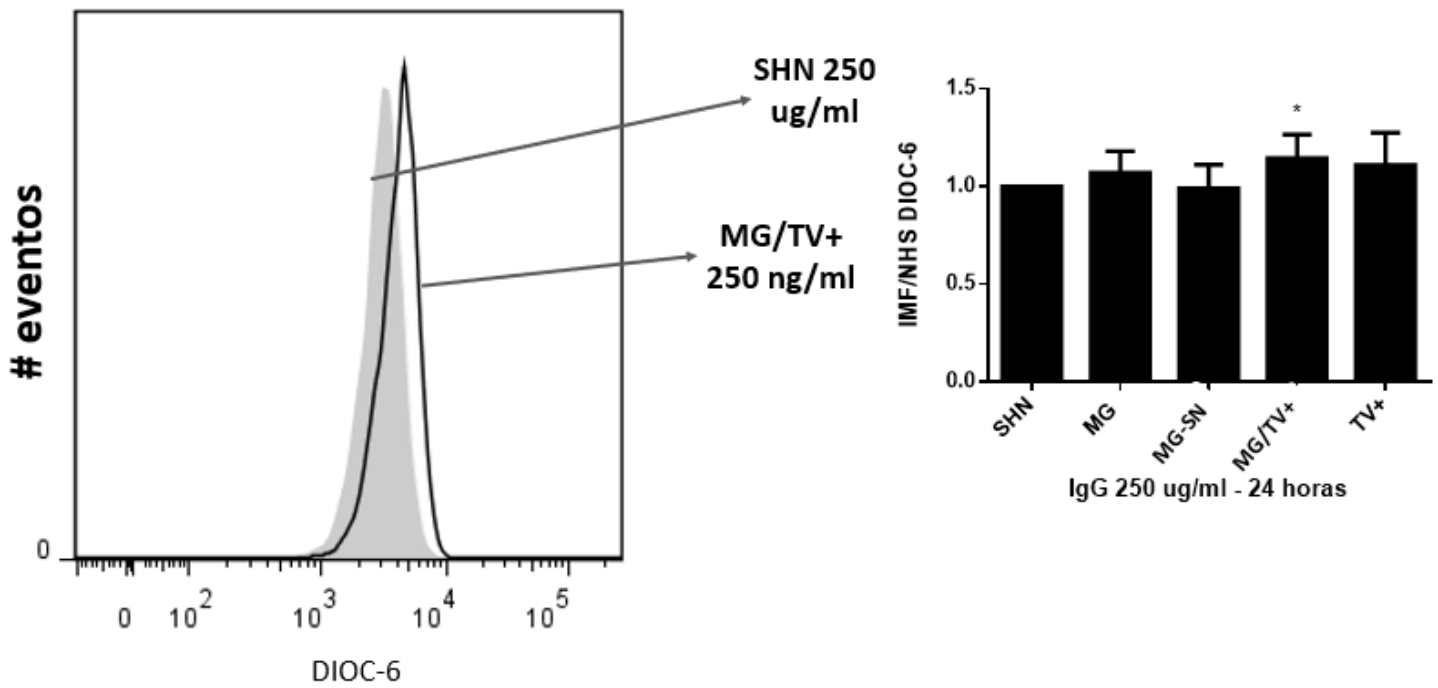 # eventos
0
0 10^2 10^3 10^4 10^5
DIOC-6
SHN 250
ug/ml
MG/TV+
250 ng/ml
IMF/NHS DIOC-6
1.5
1.0
0.5
0.0
*
SHN
MG
MG-SN
MG/TV+
TV+
IgG 250 ug/ml - 24 horas